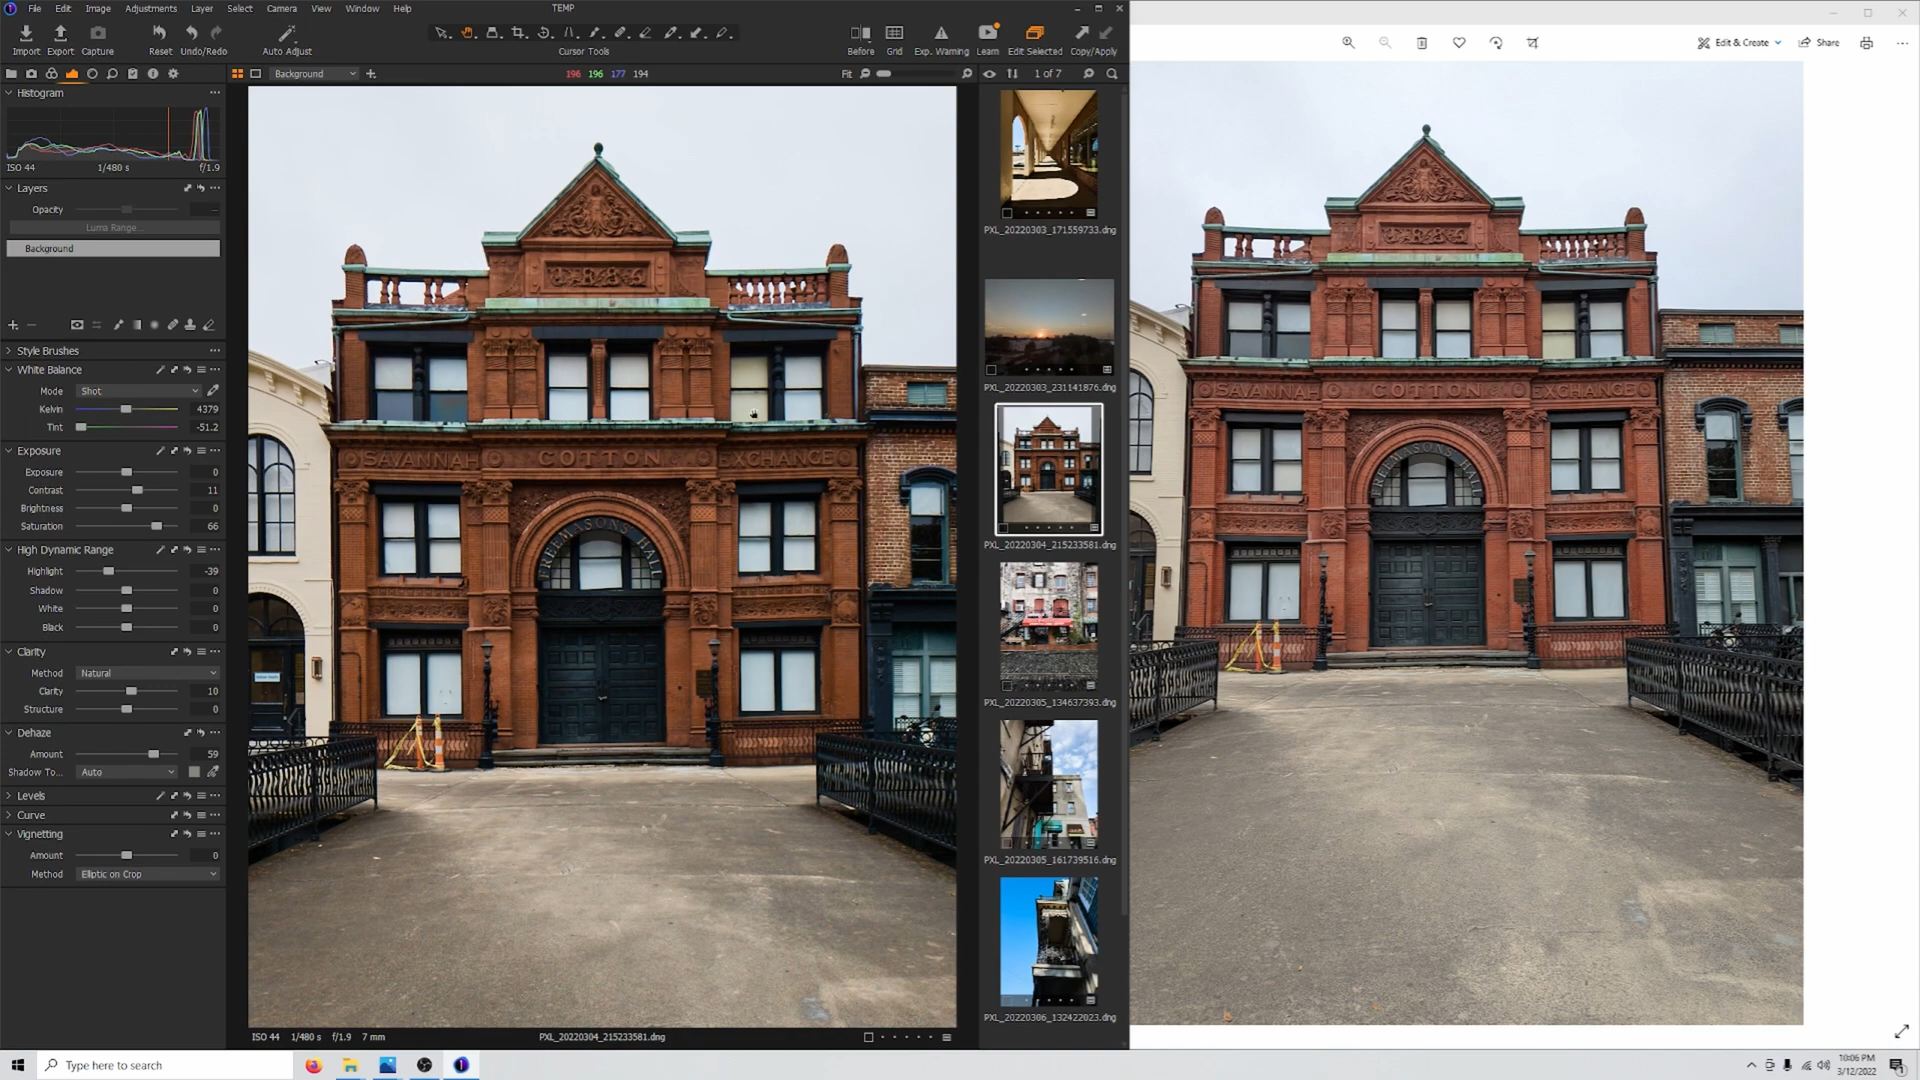 File Edit Image Adjustments Layer Select Camera View Window Help
TEMP
Import Export Capture
Reset Undo/Redo
Auto Adjust
Cursor Tools
Before Grid Exp. Warning Learn Edit Selected Copy/Apply
Edit & Create Share
Background
196 196 177 194
Fit
1 of 7
Histogram
ISO 44 1/480 s f/1.9
Layers
Opacity
Luma Range...
Background
Style Brushes
White Balance
Mode Shot
Kelvin 4379
Tint -51.2
Exposure
Exposure 0
Contrast 11
Brightness 0
Saturation 66
High Dynamic Range
Highlight -39
Shadow 0
White 0
Black 0
Clarity
Method Natural
Clarity 10
Structure 0
Dehaze
Amount 59
Shadow To... Auto
Levels
Curve
Vignetting
Amount 0
Method Elliptic on Crop
SAVANNAH COTTON EXCHANGE
FREEMASONS HALL
ISO 44 1/480 s f/1.9 7 mm
PXL_20220304_215233581.dng
PXL_20220303_171559733.dng
PXL_20220303_231141876.dng
PXL_20220304_215233581.dng
PXL_20220305_134637393.dng
PXL_20220305_161739516.dng
PXL_20220306_132422023.dng
SAVANNAH COTTON EXCHANGE
FREEMASONS HALL
Type here to search
10:06 PM
3/12/2022